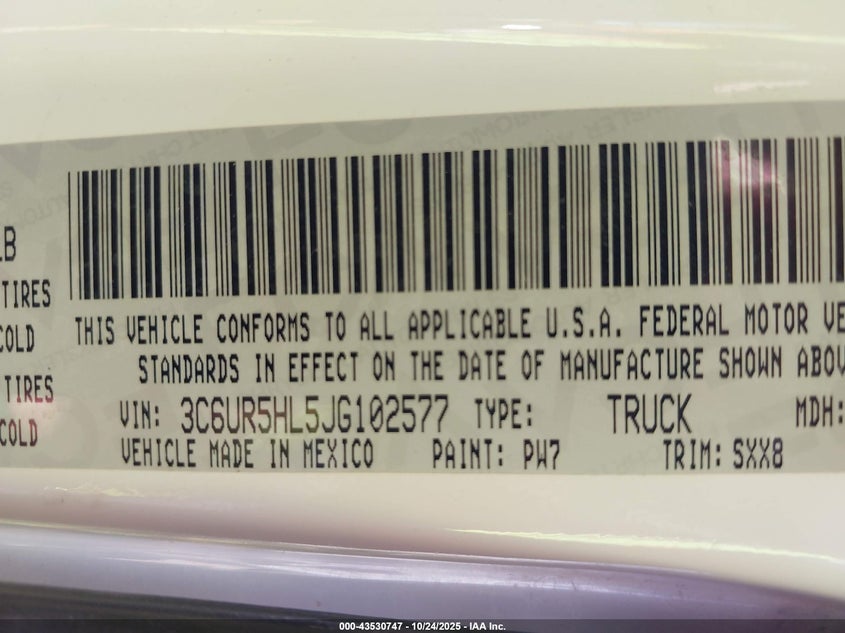 LB
TIRES
COLD
TIRES
COLD
THIS VEHICLE CONFORMS TO ALL APPLICABLE U.S.A. FEDERAL MOTOR VE
STANDARDS IN EFFECT ON THE DATE OF MANUFACTURE SHOWN ABOV
VIN: 3C6UR5HL5JG102577 TYPE: TRUCK MDH:
VEHICLE MADE IN MEXICO PAINT: PW7 TRIM: SXX8
000-43530747 - 10/24/2025 - IAA Inc.